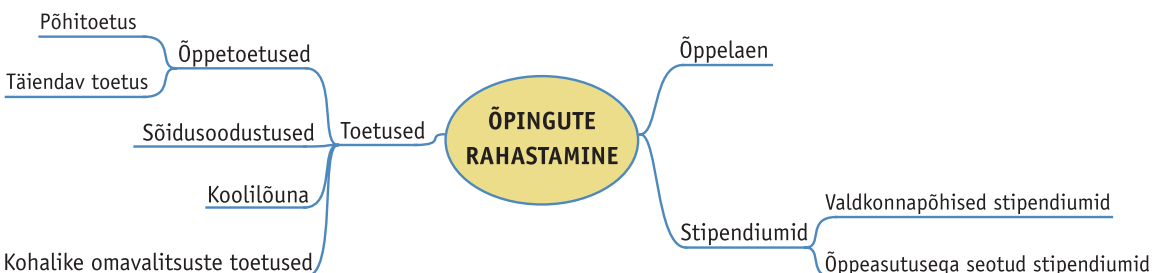 Põhitoetus
Täiendav toetus
Õppetoetused
Sõidusoodustused
Koolilõuna
Kohalike omavalitsuste toetused
Toetused
ÕPINGUTE
RAHASTAMINE
Õppelaen
Stipendiumid
Valdkonnapõhised stipendiumid
Õppeasutusega seotud stipendiumid